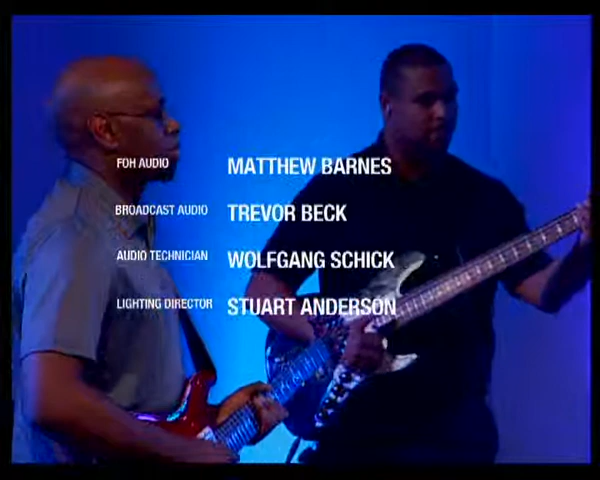 FOH AUDIO MATTHEW BARNES
BROADCAST AUDIO TREVOR BECK
AUDIO TECHNICIAN WOLFGANG SCHICK
LIGHTING DIRECTOR STUART ANDERSON